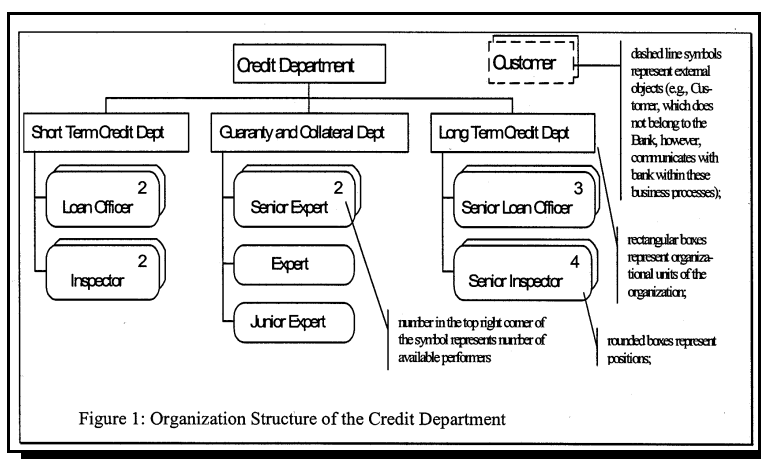 Credit Department
Customer
dashed line symbols
represent external
objects (e.g., Cus-
tomer, which does
not belong to the
Bank, however,
communicates with
bank within these
business processes);
Short Term Credit Dept
Guaranty and Collateral Dept
Long Term Credit Dept
2
Loan Officer
2
Senior Expert
3
Senior Loan Officer
2
Inspector
Expert
4
Senior Inspector
rectangular boxes
represent organiza-
tional units of the
organization;
Junior Expert
number in the top right corner of
the symbol represents number of
available performers
rounded boxes represent
positions;
Figure 1: Organization Structure of the Credit Department